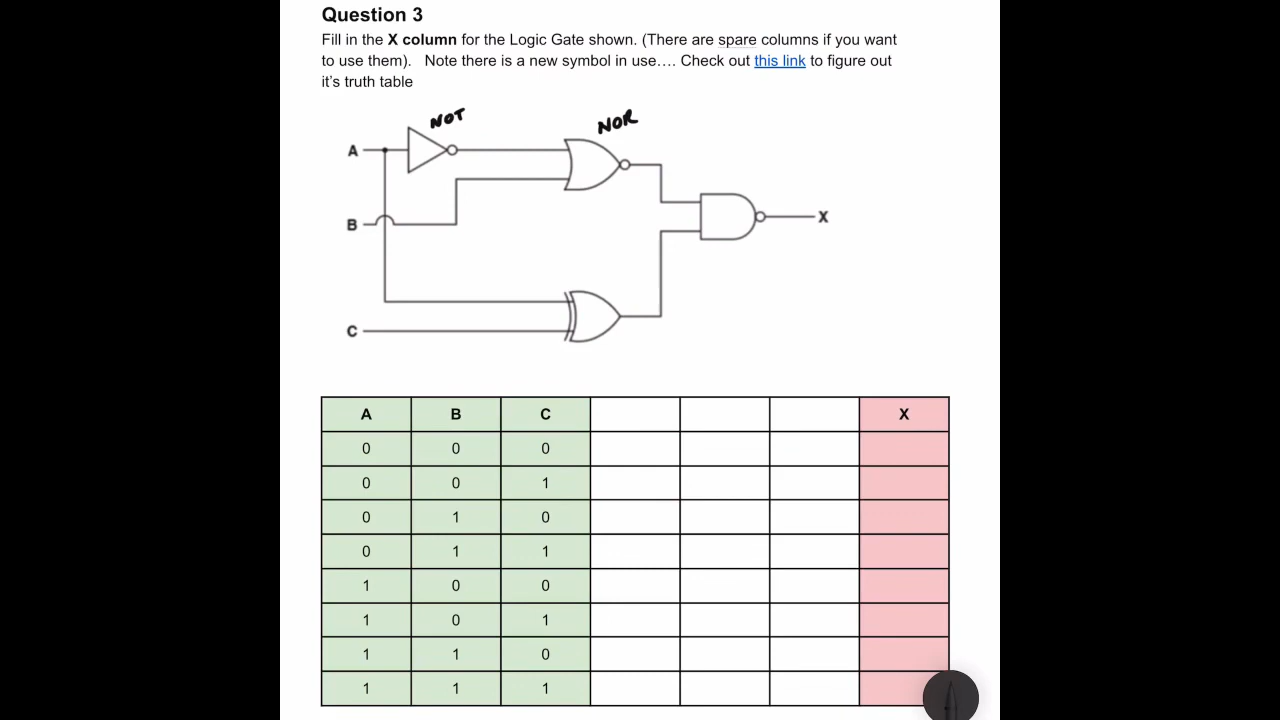 Question 3
Fill in the X column for the Logic Gate shown. (There are spare columns if you want
to use them). Note there is a new symbol in use.... Check out this link to figure out
it's truth table
NOT
NOR
A
B
X
C
A B C X
0 0 0
0 0 1
0 1 0
0 1 1
1 0 0
1 0 1
1 1 0
1 1 1